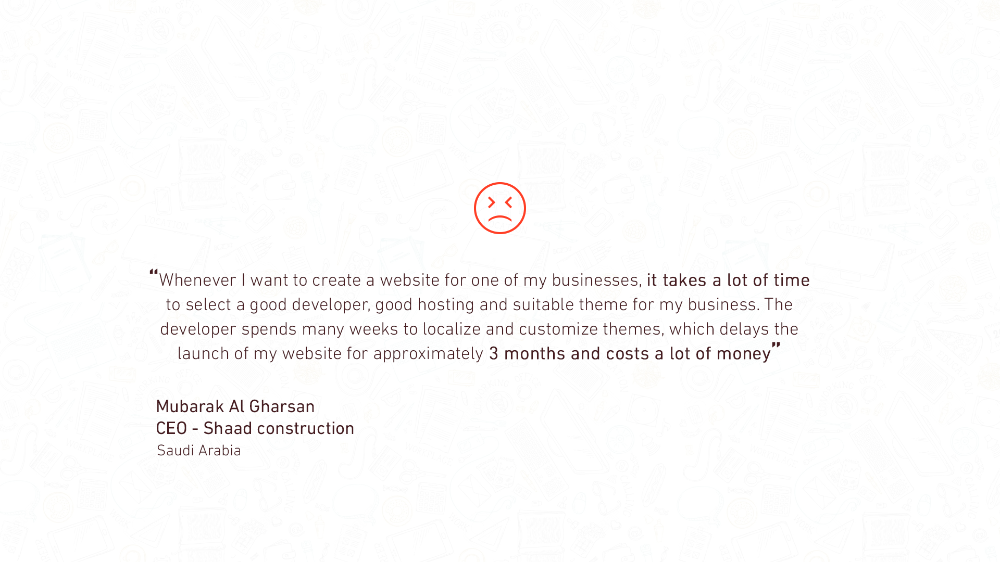 “Whenever I want to create a website for one of my businesses, it takes a lot of time
to select a good developer, good hosting and suitable theme for my business. The
developer spends many weeks to localize and customize themes, which delays the
launch of my website for approximately 3 months and costs a lot of money”
Mubarak Al Gharsan
CEO - Shaad construction
Saudi Arabia